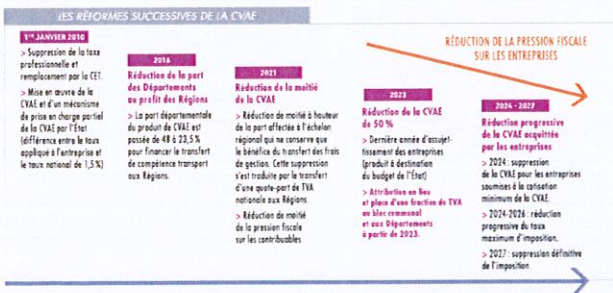 LES RÉFORMES SUCCESSIVES DE LA CVAE
RÉDUCTION DE LA PRESSION FISCALE
SUR LES ENTREPRISES
1ER JANVIER 2010
> Suppression de la taxe
professionnelle et
remplacement par la CET.
> Mise en œuvre de la
CVAE et d'un mécanisme
de prise en charge partiel
de la CVAE par l'État
(différence entre le taux
appliqué à l'entreprise et
le taux national de 1,5%)
2016
Réduction de la part
des Départements
au profit des Régions
> La part départementale
du produit de CVAE est
passée de 48 à 23,5 %
pour financer le transfert
de compétence transport
aux Régions.
2021
Réduction de la moitié
de la CVAE
> Réduction de moitié à hauteur
de la part affectée à l'échelon
régional qui ne conserve que
le bénéfice du transfert des frais
de gestion. Cette suppression
s'est traduite par le transfert
d'une quote-part de TVA
nationale aux Régions.
> Réduction de moitié
de la pression fiscale
sur les contribuables
2023
Réduction de la CVAE
de 50 %
> Dernière année d'assujet-
tissement des entreprises
(produit à destination
du budget de l'État)
> Attribution en lieu
et place d'une fraction de TVA
au bloc communal
et aux Départements
à partir de 2023.
2024 - 2027
Réduction progressive
de la CVAE acquittée
par les entreprises
> 2024 : suppression
de la CVAE pour les entreprises
soumises à la cotisation
minimum de la CVAE.
> 2024-2026 : réduction
progressive du taux
maximum d'imposition.
> 2027 : suppression définitive
de l'imposition.